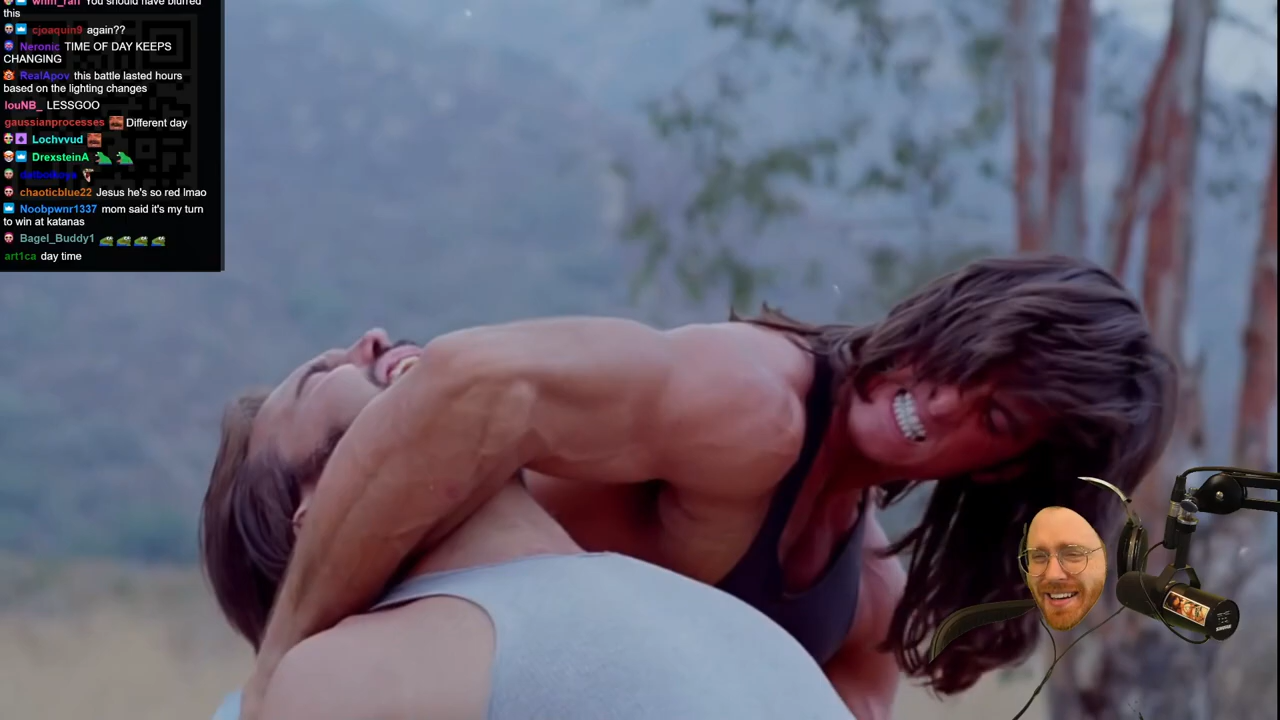 whm_ran You should have blurred
this
cjoaquin9 again??
Neronic TIME OF DAY KEEPS
CHANGING
RealApov this battle lasted hours
based on the lighting changes
louNB_ LESSGOO
gaussianprocesses Different day
Lochvvud
DrexsteinA
chaoticblue22 Jesus he's so red lmao
Noobpwnr1337 mom said it's my turn
to win at katanas
Bagel_Buddy1
art1ca day time